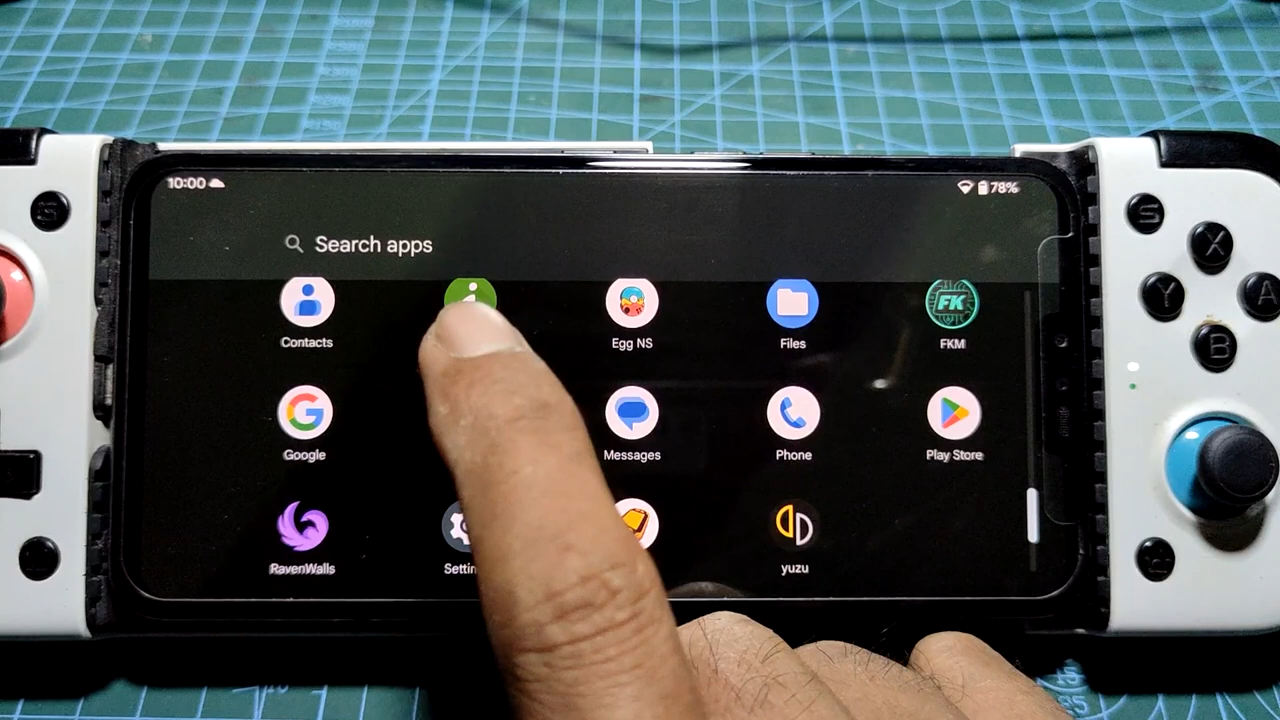 10:00
78%
Search apps
Contacts
Egg NS
Files
FK
FKM
G
Google
Messages
Phone
Play Store
RavenWalls
yuzu
S
X
Y
A
B
S